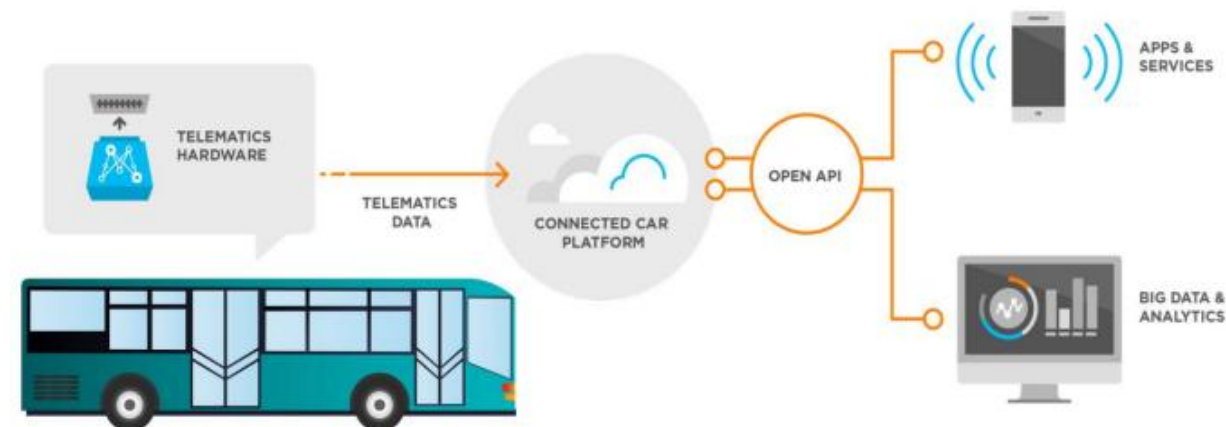 TELEMATICS
HARDWARE
TELEMATICS
DATA
CONNECTED CAR
PLATFORM
OPEN API
APPS &
SERVICES
BIG DATA &
ANALYTICS